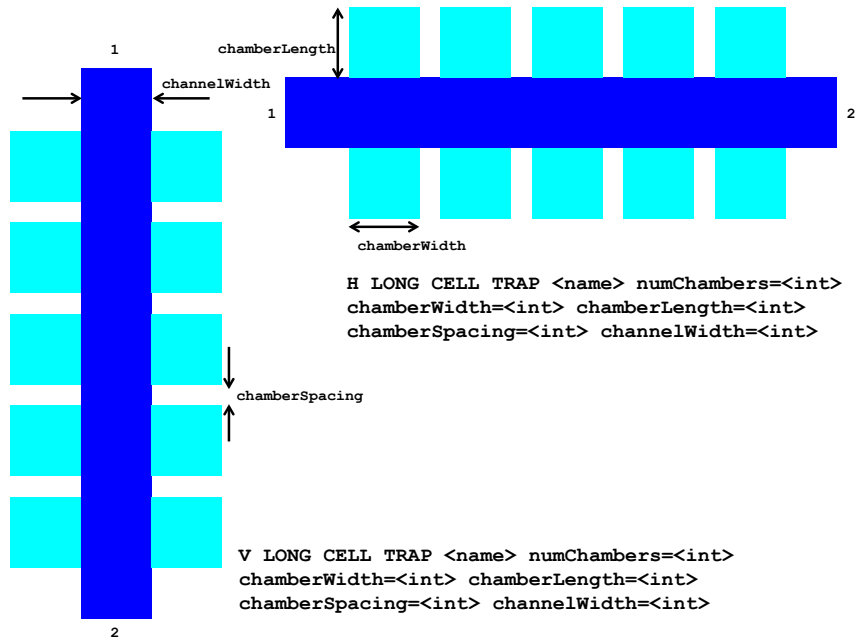 chamberLength
1
channelWidth
1
2
chamberWidth
H LONG CELL TRAP <name> numChambers=<int>
chamberWidth=<int> chamberLength=<int>
chamberSpacing=<int> channelWidth=<int>
chamberSpacing
V LONG CELL TRAP <name> numChambers=<int>
chamberWidth=<int> chamberLength=<int>
chamberSpacing=<int> channelWidth=<int>
2